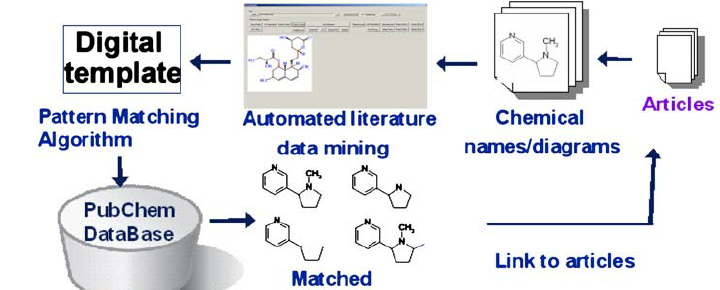 Digital
template
Pattern Matching
Algorithm
Automated literature
data mining
Chemical
names/diagrams
Articles
PubChem
DataBase
N
N
CH₃
N
N
N
N
N
CH₃
N
N
CH₃
Matched
Link to articles